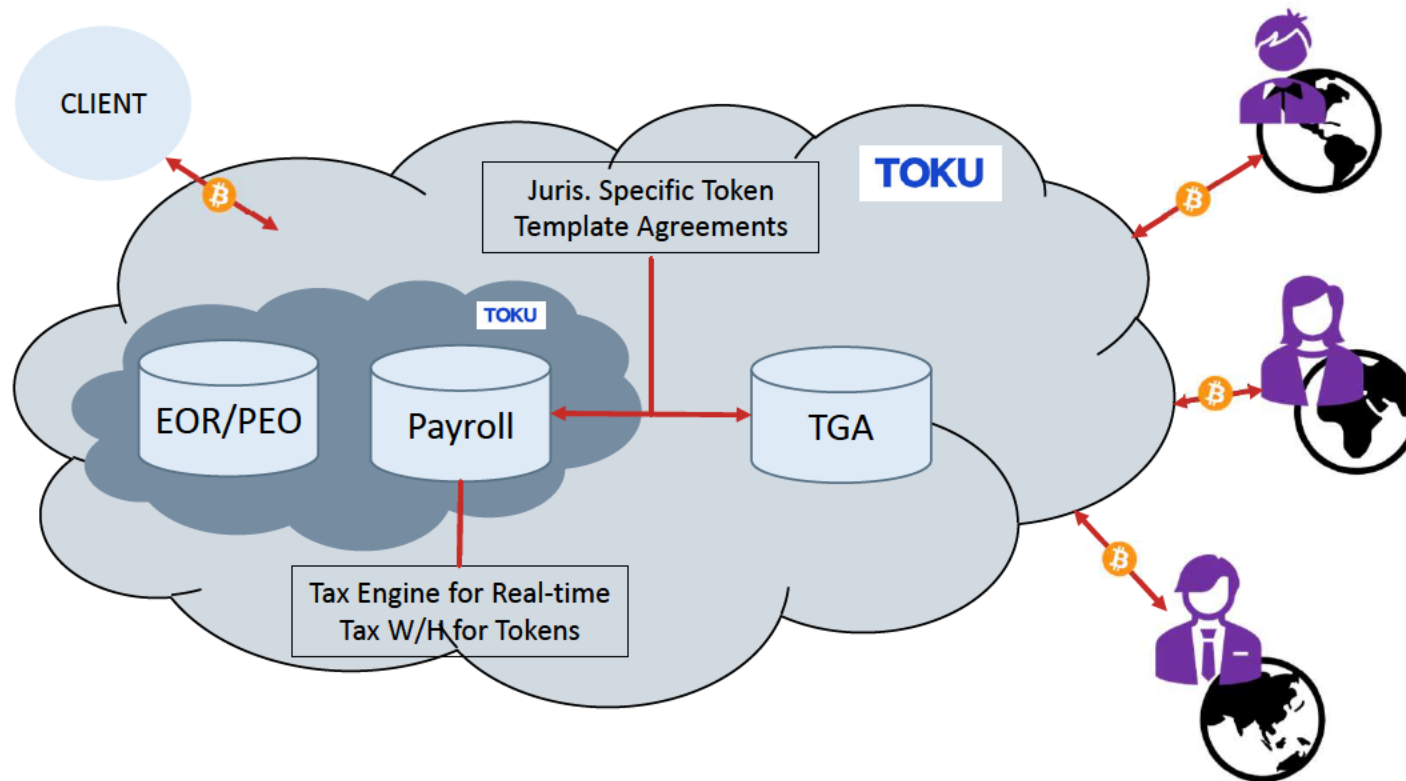 CLIENT
TOKU
Juris. Specific Token
Template Agreements
TOKU
EOR/PEO
Payroll
TGA
Tax Engine for Real-time
Tax W/H for Tokens